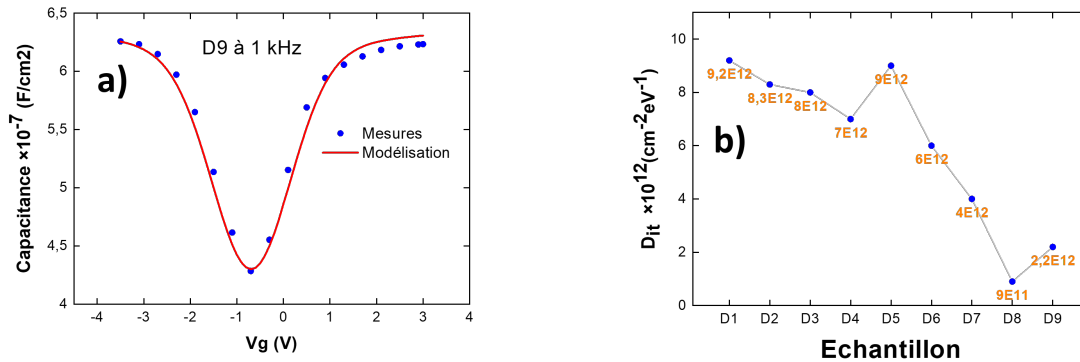 6,5
6
5,5
5
4,5
4
Capacitance ×10⁻⁷ (F/cm2)
D9 à 1 kHz
a)
Mesures
Modélisation
-4 -3 -2 -1 0 1 2 3 4
Vg (V)
10
8
6
4
2
0
D_it ×10¹²(cm⁻²eV⁻¹)
b)
9,2E12
8,3E12
8E12
7E12
9E12
6E12
4E12
9E11
2,2E12
D1 D2 D3 D4 D5 D6 D7 D8 D9
Echantillon